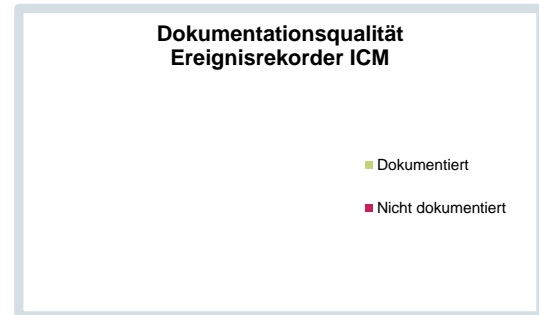 Dokumentationsqualität
Ereignisrekorder ICM
Dokumentiert
Nicht dokumentiert